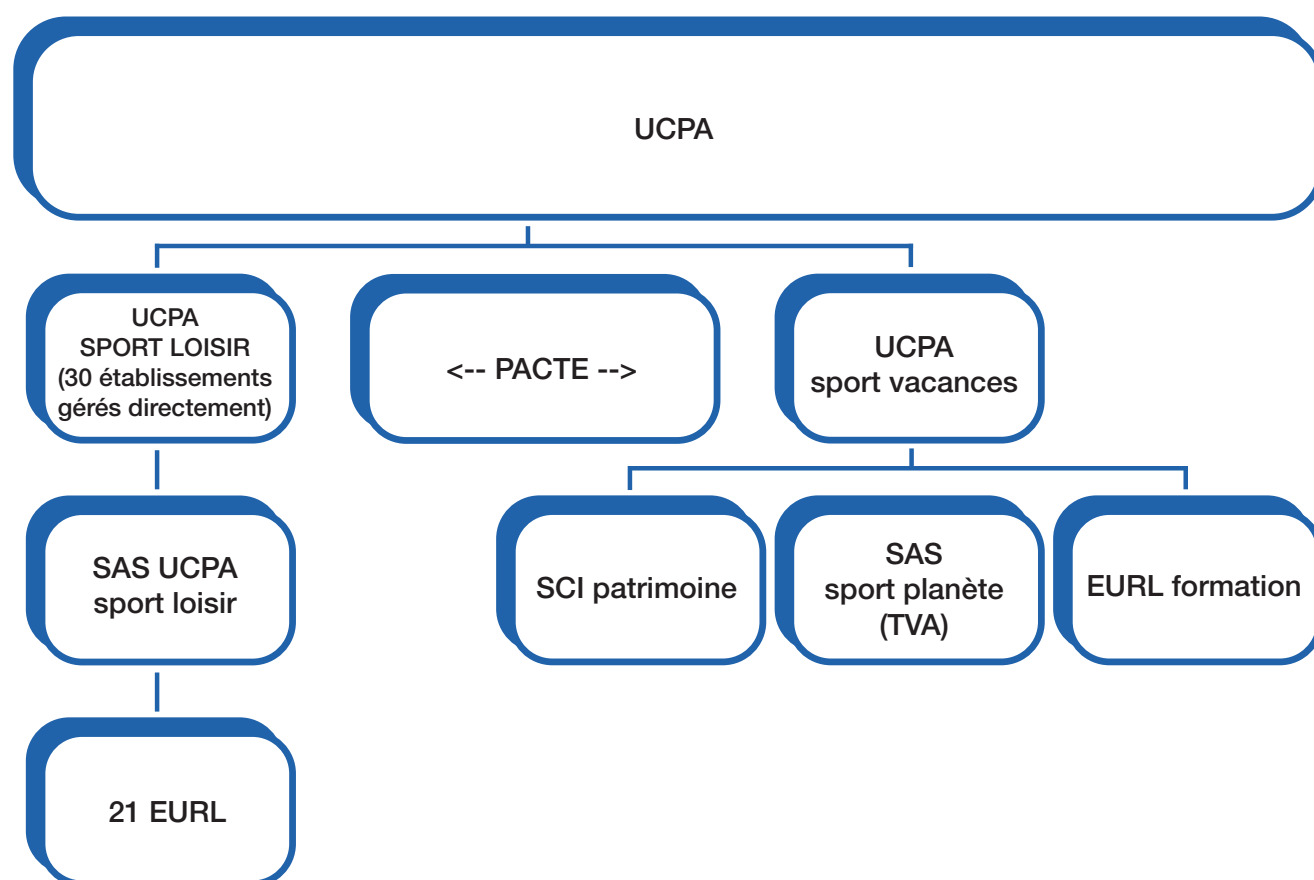 UCPA
UCPA
SPORT LOISIR
(30 établissements
gérés directement)
<-- PACTE -->
UCPA
sport vacances
SAS UCPA
sport loisir
SCI patrimoine
SAS
sport planète
(TVA)
EURL formation
21 EURL